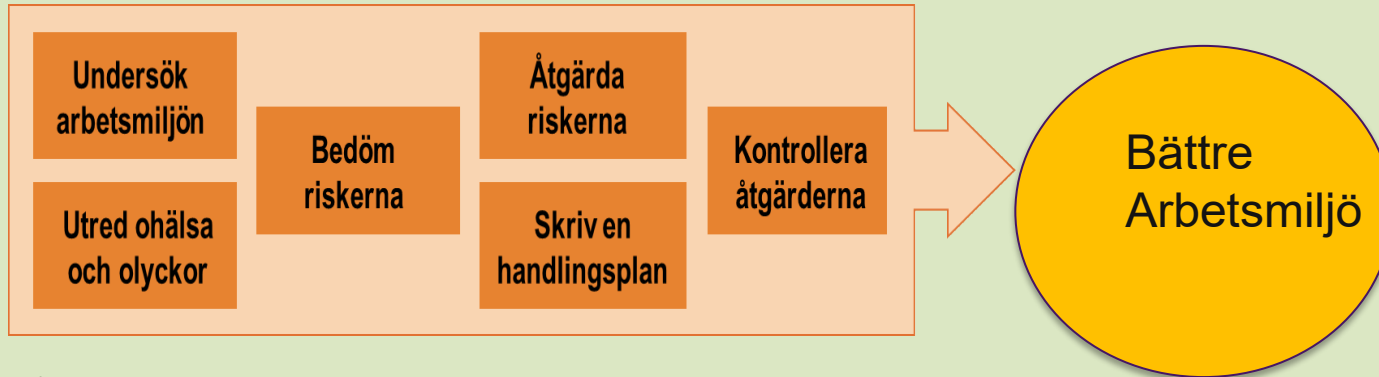 Undersök
arbetsmiljön
Utred ohälsa
och olyckor
Bedöm
riskerna
Åtgärda
riskerna
Skriv en
handlingsplan
Kontrollera
åtgärderna
Bättre
Arbetsmiljö